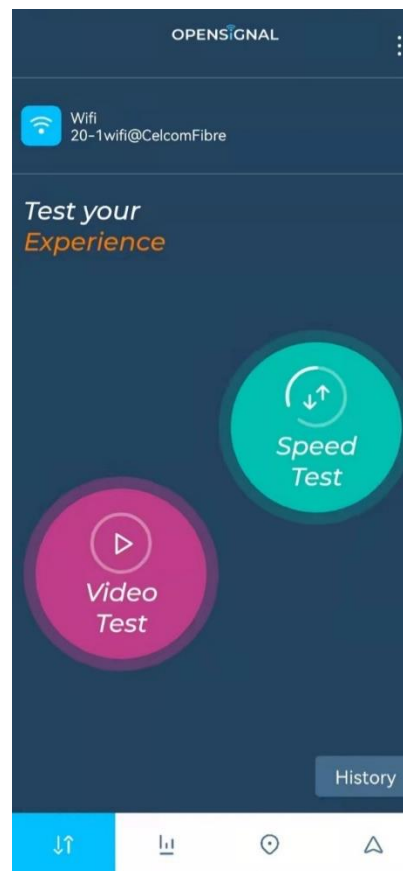 OPENSIGNAL
Wifi
20-1wifi@CelcomFibre
Test your
Experience
Speed
Test
Video
Test
History